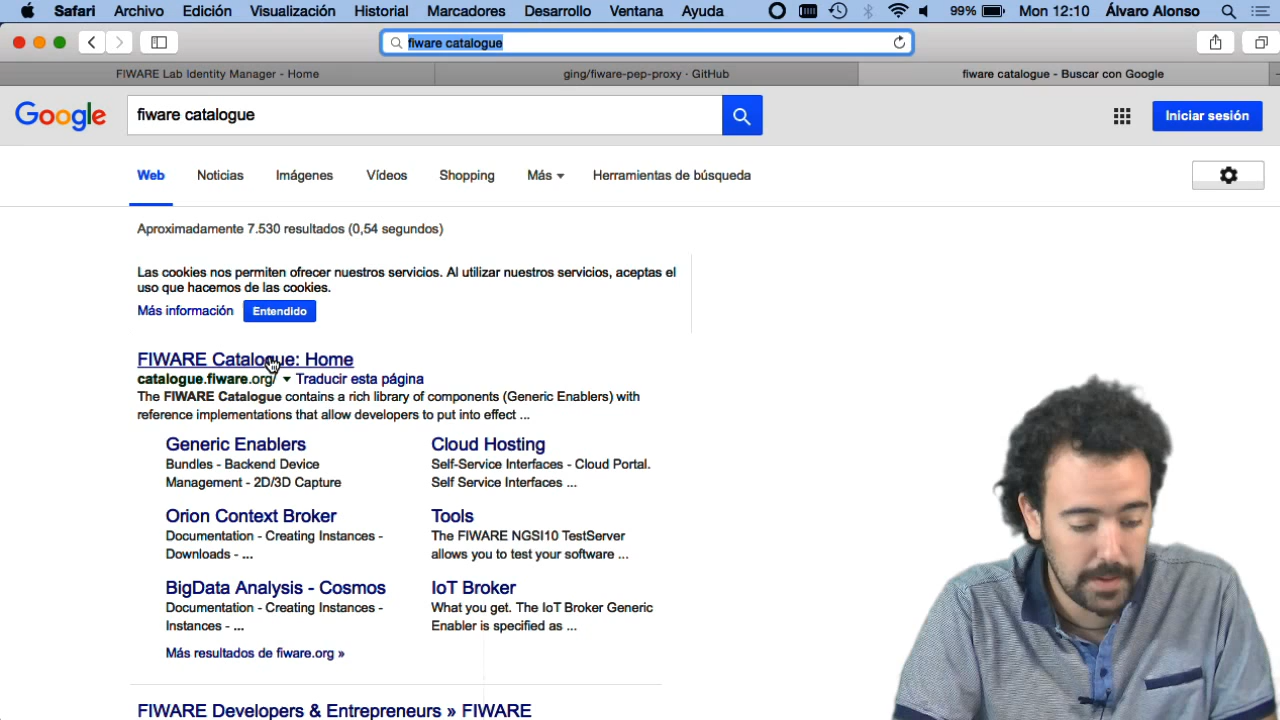 Safari Archivo Edición Visualización Historial Marcadores Desarrollo Ventana Ayuda 99% Mon 12:10 Álvaro Alonso
fiware catalogue
FIWARE Lab Identity Manager - Home ging/fiware-pep-proxy · GitHub fiware catalogue - Buscar con Google
Google fiware catalogue Iniciar sesión
Web Noticias Imágenes Vídeos Shopping Más Herramientas de búsqueda
Aproximadamente 7.530 resultados (0,54 segundos)
Las cookies nos permiten ofrecer nuestros servicios. Al utilizar nuestros servicios, aceptas el
uso que hacemos de las cookies.
Más información Entendido
FIWARE Catalogue: Home
catalogue.fiware.org/ Traducir esta página
The FIWARE Catalogue contains a rich library of components (Generic Enablers) with
reference implementations that allow developers to put into effect ...
Generic Enablers
Bundles - Backend Device
Management - 2D/3D Capture
Cloud Hosting
Self-Service Interfaces - Cloud Portal.
Self Service Interfaces ...
Orion Context Broker
Documentation - Creating Instances -
Downloads - ...
Tools
The FIWARE NGSI10 TestServer
allows you to test your software ...
BigData Analysis - Cosmos
Documentation - Creating Instances -
Instances - ...
IoT Broker
What you get. The IoT Broker Generic
Enabler is specified as ...
Más resultados de fiware.org »
FIWARE Developers & Entrepreneurs » FIWARE